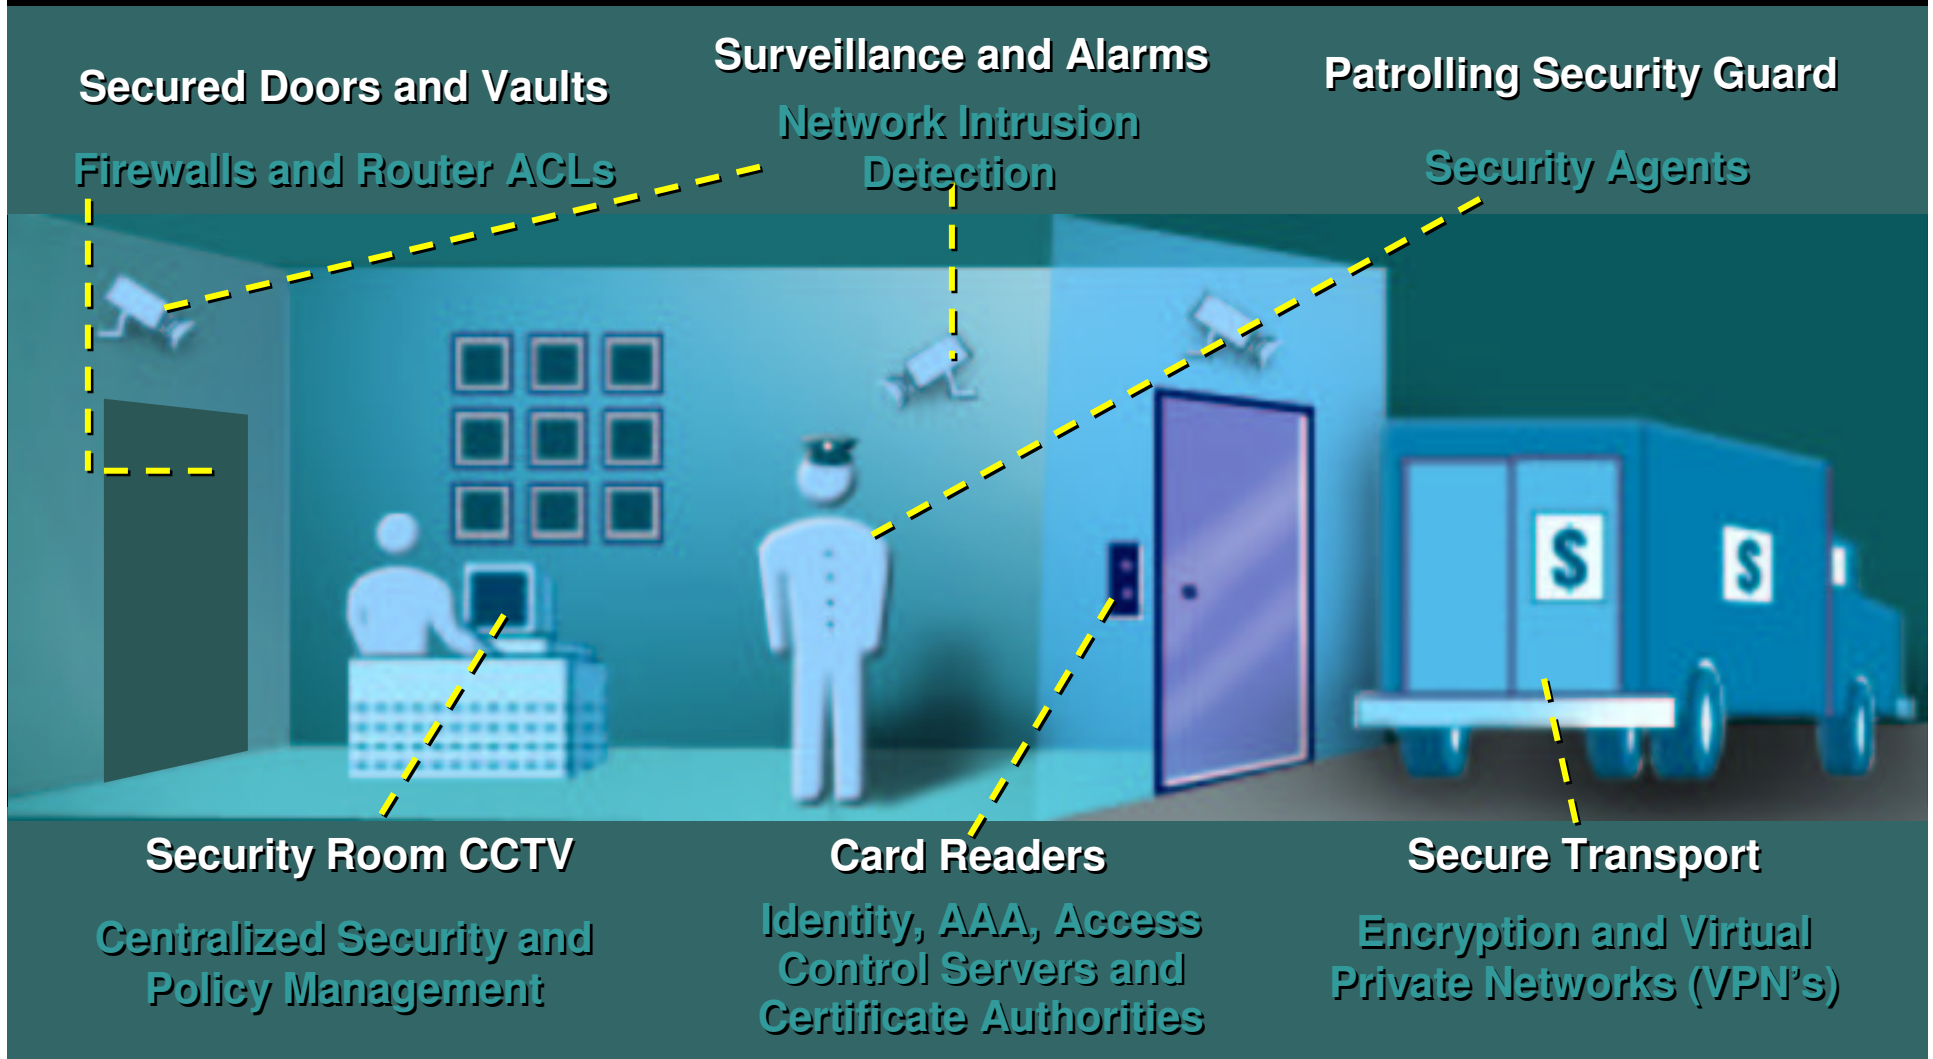 Secured Doors and Vaults
Firewalls and Router ACLs
Surveillance and Alarms
Network Intrusion
Detection
Patrolling Security Guard
Security Agents
$
$
Security Room CCTV
Centralized Security and
Policy Management
Card Readers
Identity, AAA, Access
Control Servers and
Certificate Authorities
Secure Transport
Encryption and Virtual
Private Networks (VPN’s)